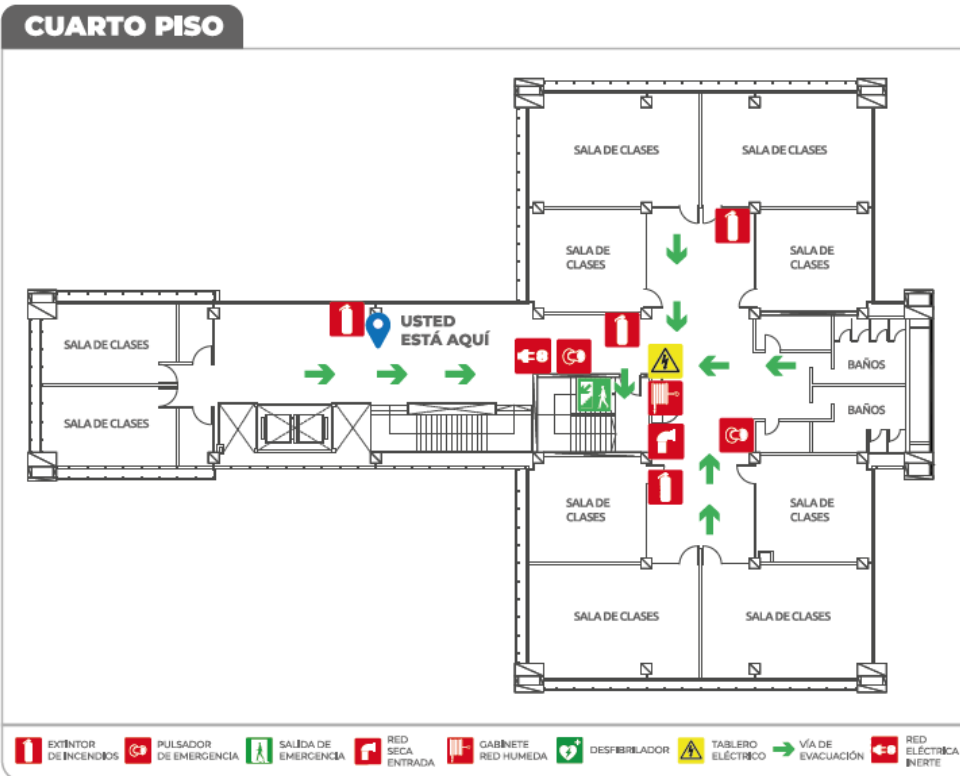 CUARTO PISO
SALA DE CLASES
SALA DE CLASES
SALA DE
CLASES
SALA DE
CLASES
SALA DE CLASES
USTED
ESTÁ AQUÍ
BAÑOS
SALA DE CLASES
BAÑOS
SALA DE
CLASES
SALA DE
CLASES
SALA DE CLASES
SALA DE CLASES
EXTINTOR
DE INCENDIOS
PULSADOR
DE EMERGENCIA
SALIDA DE
EMERGENCIA
RED
SECA
ENTRADA
GABINETE
RED HUMEDA
DESFIBRILADOR
TABLERO
ELÉCTRICO
VÍA DE
EVACUACIÓN
RED
ELÉCTRICA
INERTE